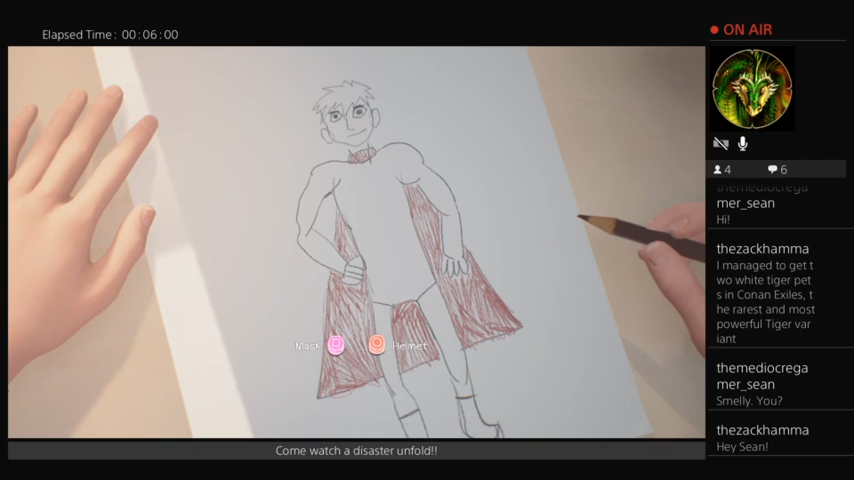 Elapsed Time: 00:06:00
ON AIR
4
6
themediocrega
mer_sean
Hi!
thezackhamma
I managed to get t
wo white tiger pet
s in Conan Exiles, t
he rarest and most
powerful Tiger var
iant
themediocrega
mer_sean
Smelly. You?
thezackhamma
Hey Sean!
Mask
Helmet
Come watch a disaster unfold!!